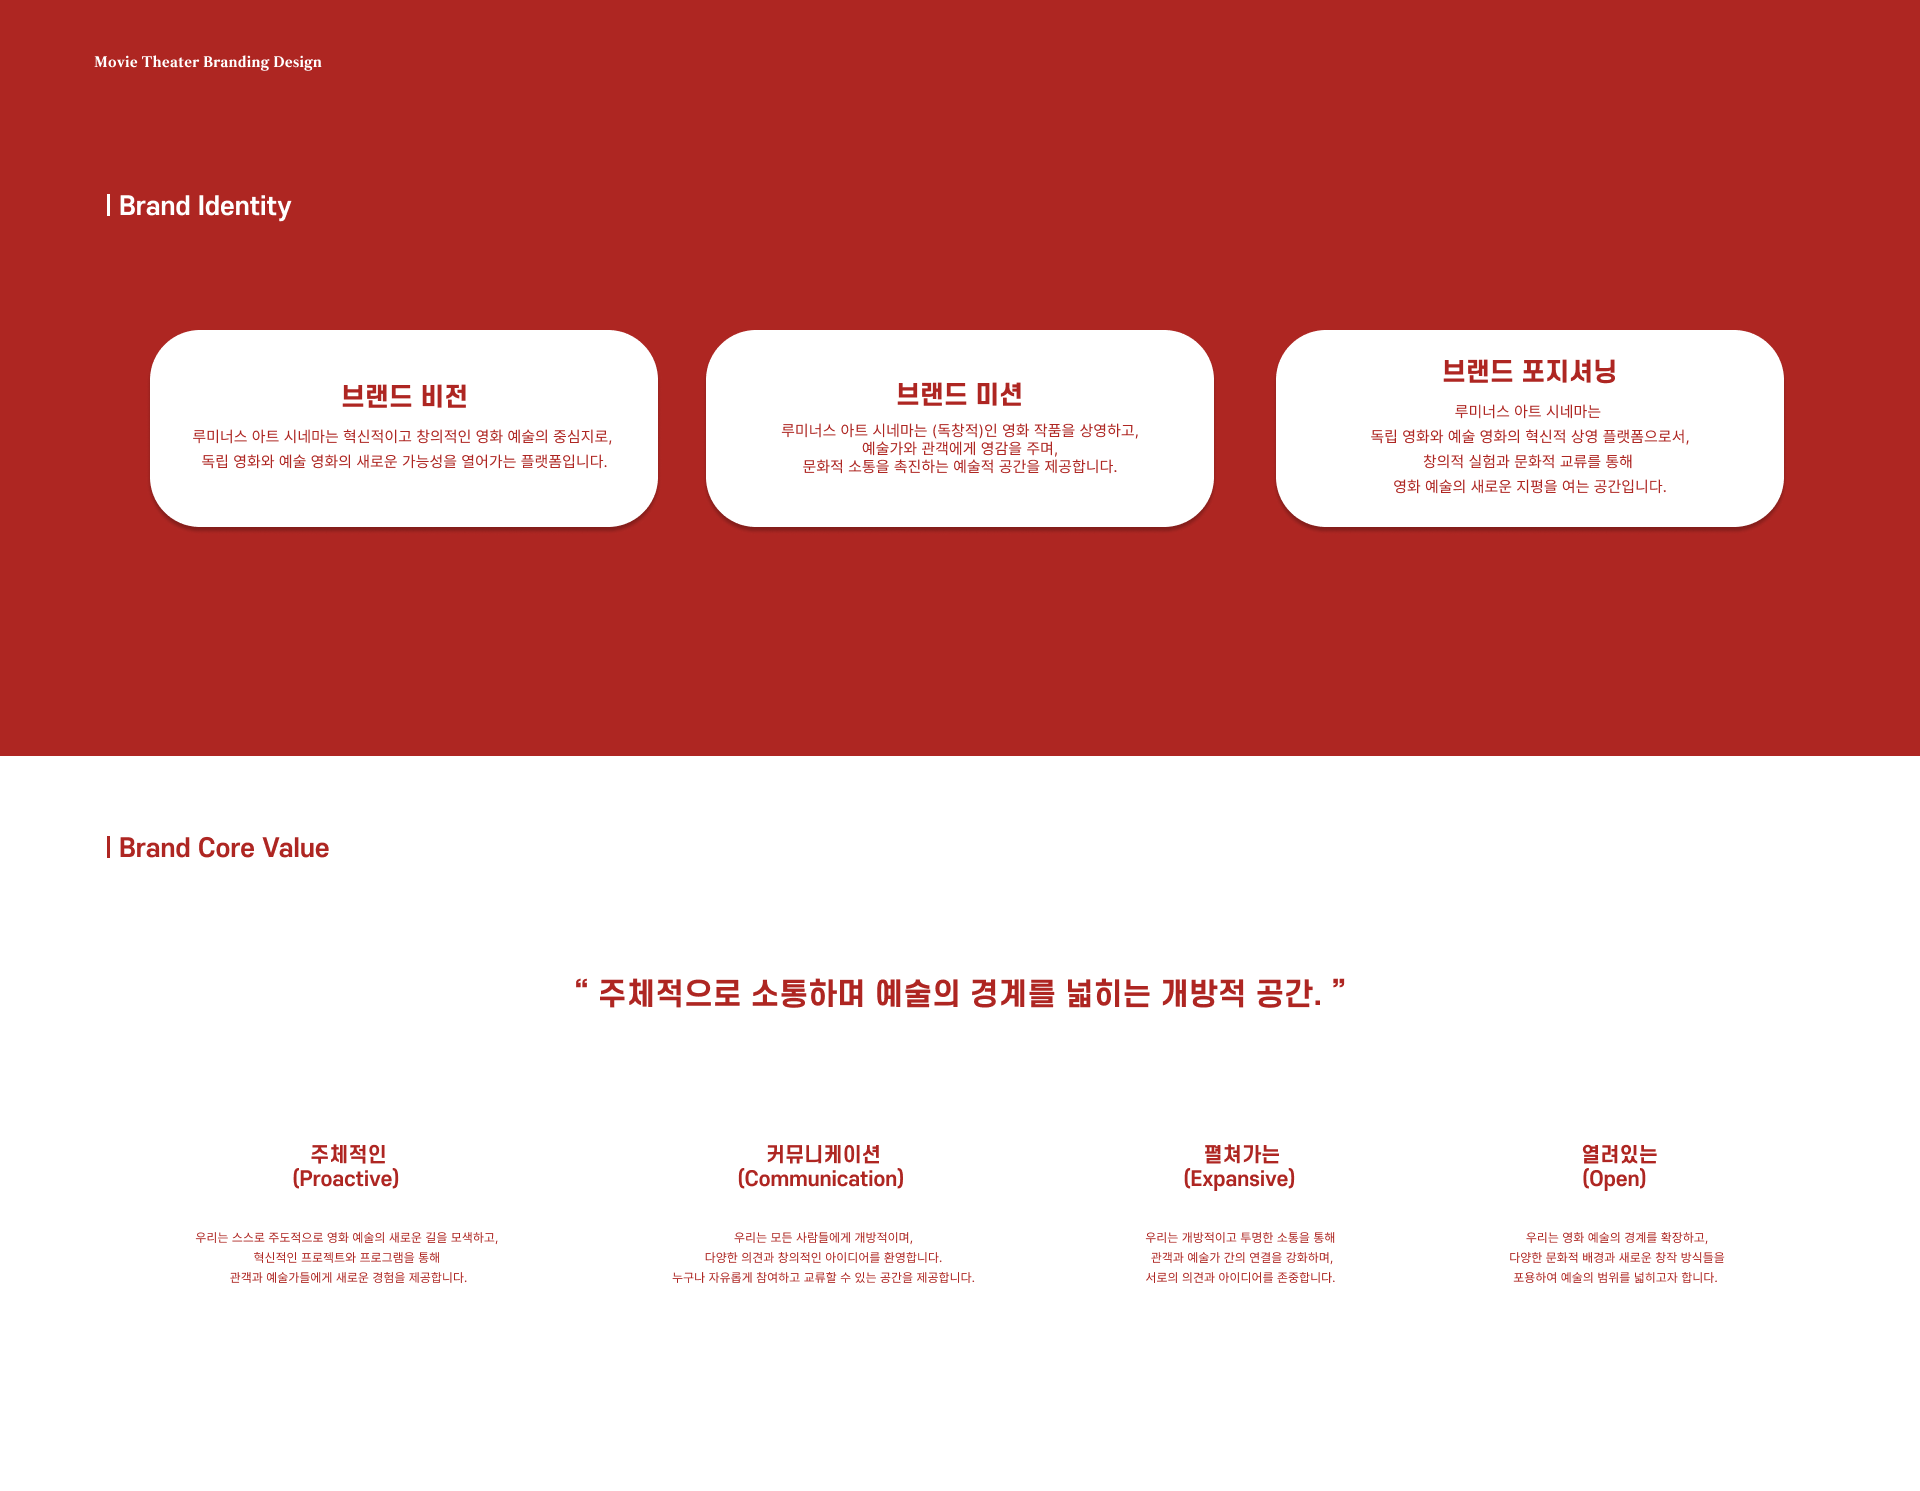 Movie Theater Branding Design
Brand Identity
브랜드 비전
루미너스 아트 시네마는 혁신적이고 창의적인 영화 예술의 중심지로,
독립 영화와 예술 영화의 새로운 가능성을 열어가는 플랫폼입니다.
브랜드 미션
루미너스 아트 시네마는 (독창적)인 영화 작품을 상영하고,
예술가와 관객에게 영감을 주며,
문화적 소통을 촉진하는 예술적 공간을 제공합니다.
브랜드 포지셔닝
루미너스 아트 시네마는
독립 영화와 예술 영화의 혁신적 상영 플랫폼으로서,
창의적 실험과 문화적 교류를 통해
영화 예술의 새로운 지평을 여는 공간입니다.
Brand Core Value
“ 주체적으로 소통하며 예술의 경계를 넓히는 개방적 공간. ”
주체적인
(Proactive)
우리는 스스로 주도적으로 영화 예술의 새로운 길을 모색하고,
혁신적인 프로젝트와 프로그램을 통해
관객과 예술가들에게 새로운 경험을 제공합니다.
커뮤니케이션
(Communication)
우리는 모든 사람들에게 개방적이며,
다양한 의견과 창의적인 아이디어를 환영합니다.
누구나 자유롭게 참여하고 교류할 수 있는 공간을 제공합니다.
펼쳐가는
(Expansive)
우리는 개방적이고 투명한 소통을 통해
관객과 예술가 간의 연결을 강화하며,
서로의 의견과 아이디어를 존중합니다.
열려있는
(Open)
우리는 영화 예술의 경계를 확장하고,
다양한 문화적 배경과 새로운 창작 방식들을
포용하여 예술의 범위를 넓히고자 합니다.